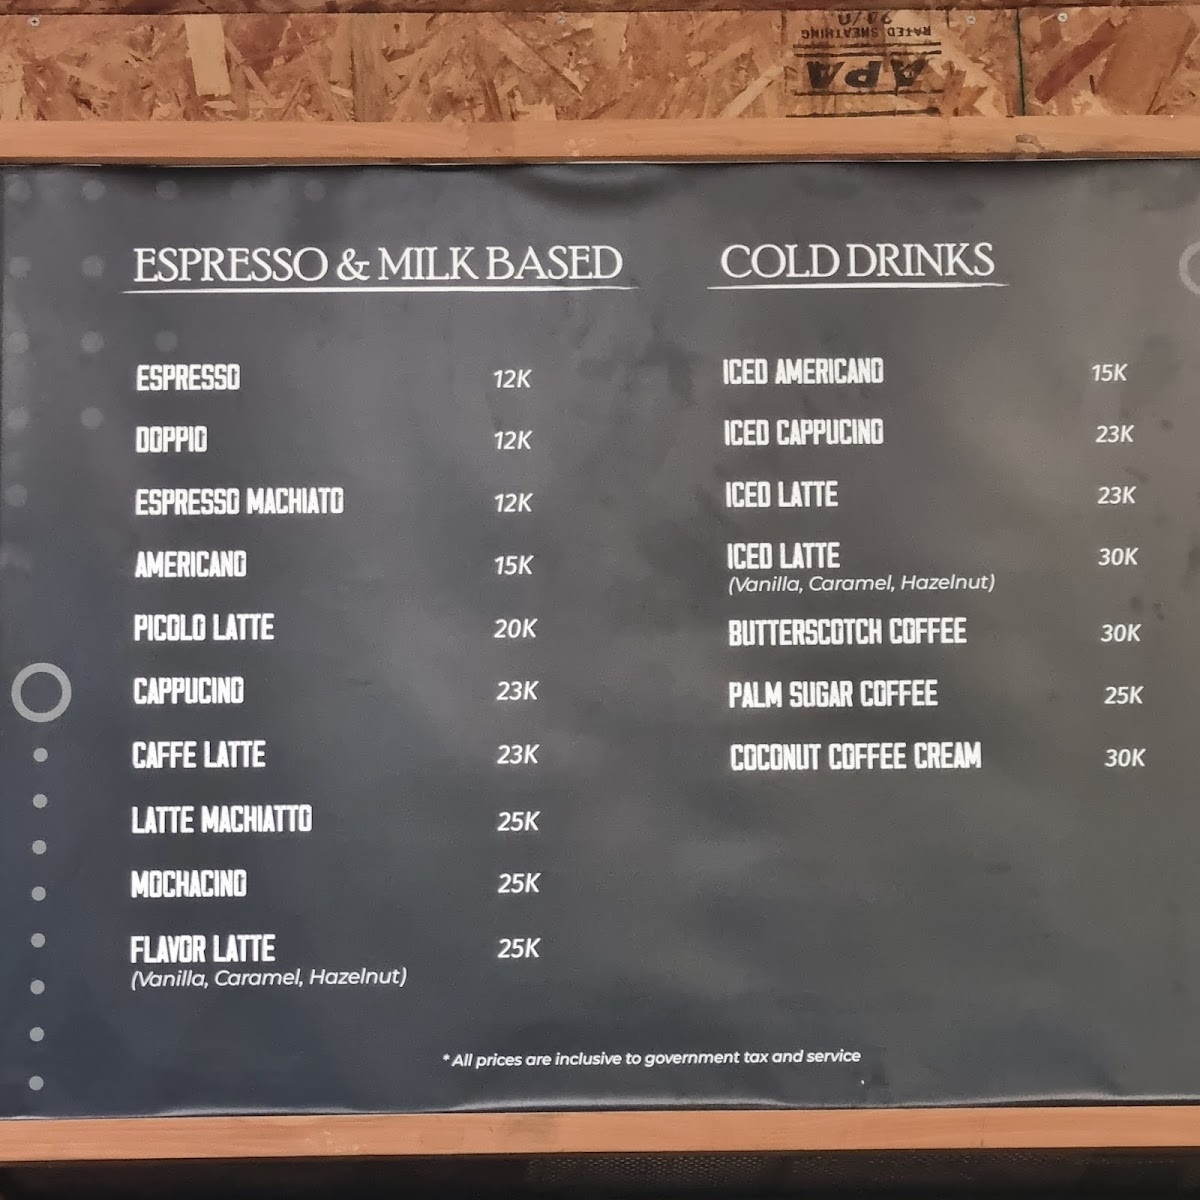 APA
RATED SHEATHING
ESPRESSO & MILK BASED
ESPRESSO 12K
DOPPIO 12K
ESPRESSO MACHIATO 12K
AMERICANO 15K
PICOLO LATTE 20K
CAPPUCINO 23K
CAFFE LATTE 23K
LATTE MACHIATTO 25K
MOCHACINO 25K
FLAVOR LATTE 25K
(Vanilla, Caramel, Hazelnut)
COLD DRINKS
ICED AMERICANO 15K
ICED CAPPUCINO 23K
ICED LATTE 23K
ICED LATTE 30K
(Vanilla, Caramel, Hazelnut)
BUTTERSCOTCH COFFEE 30K
PALM SUGAR COFFEE 25K
COCONUT COFFEE CREAM 30K
* All prices are inclusive to government tax and service